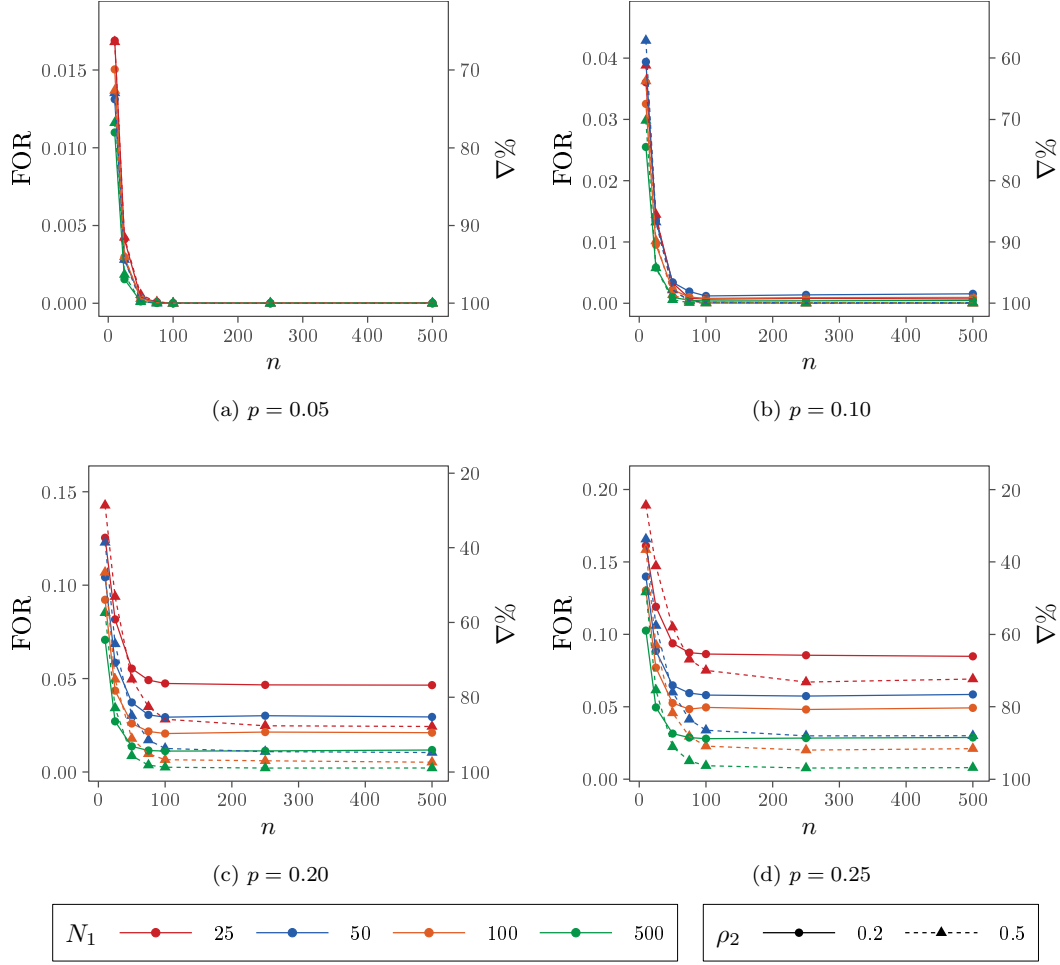 FOR
0.015
0.010
0.005
0.000
70
80
90
100
∇%
0 100 200 300 400 500
n
(a) p = 0.05
FOR
0.04
0.03
0.02
0.01
0.00
60
70
80
90
100
∇%
0 100 200 300 400 500
n
(b) p = 0.10
FOR
0.15
0.10
0.05
0.00
20
40
60
80
100
∇%
0 100 200 300 400 500
n
(c) p = 0.20
FOR
0.20
0.15
0.10
0.05
0.00
20
40
60
80
100
∇%
0 100 200 300 400 500
n
(d) p = 0.25
N₁ 25 50 100 500
ρ₂ 0.2 0.5